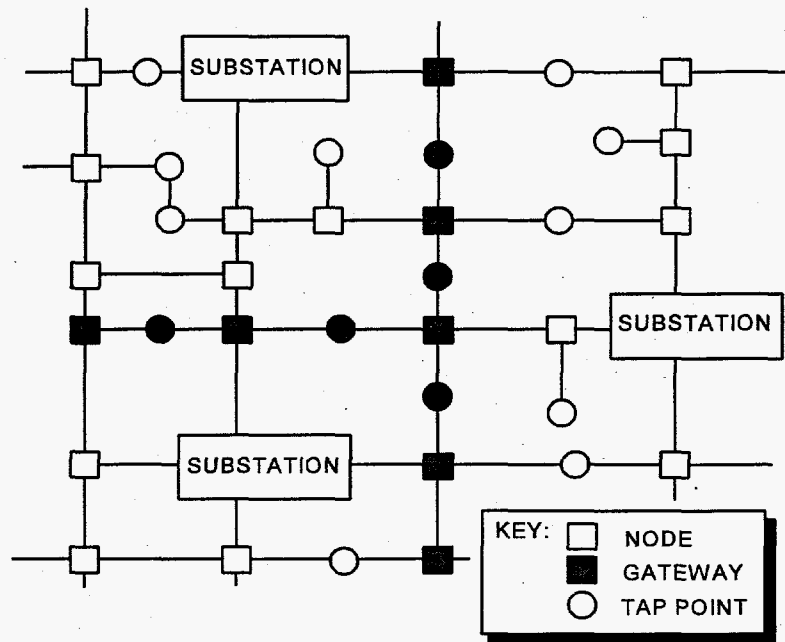 SUBSTATION
SUBSTATION
SUBSTATION
KEY:
NODE
GATEWAY
TAP POINT